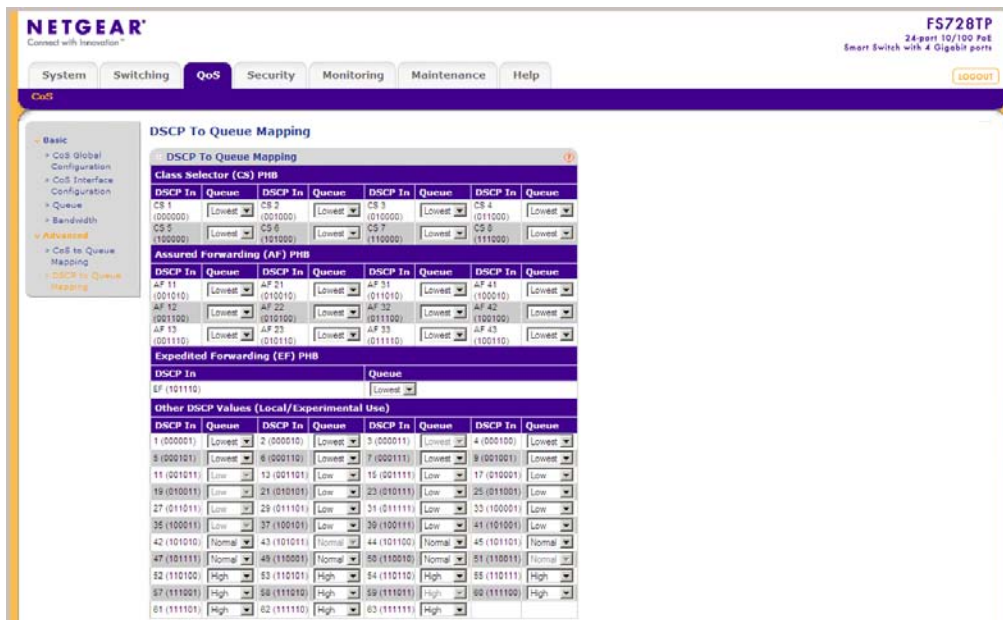 NETGEAR
Connect with Innovation™
FS728TP
24-port 10/100 PoE
Smart Switch with 4 Gigabit ports
System Switching QoS Security Monitoring Maintenance Help
LOGOUT
CoS
Basic
CoS Global Configuration
CoS Interface Configuration
Queue
Bandwidth
Advanced
CoS to Queue Mapping
DSCP to Queue Mapping
DSCP To Queue Mapping
DSCP To Queue Mapping
Class Selector (CS) PHB
DSCP In Queue DSCP In Queue DSCP In Queue DSCP In Queue
CS 1 (000000) Lowest CS 2 (001000) Lowest CS 3 (010000) Lowest CS 4 (011000) Lowest
CS 5 (100000) Lowest CS 6 (101000) Lowest CS 7 (110000) Lowest CS 8 (111000) Lowest
Assured Forwarding (AF) PHB
DSCP In Queue DSCP In Queue DSCP In Queue DSCP In Queue
AF 11 (001010) Lowest AF 21 (010010) Lowest AF 31 (011010) Lowest AF 41 (100010) Lowest
AF 12 (001100) Lowest AF 22 (010100) Lowest AF 32 (011100) Lowest AF 42 (100100) Lowest
AF 13 (001110) Lowest AF 23 (010110) Lowest AF 33 (011110) Lowest AF 43 (100110) Lowest
Expedited Forwarding (EF) PHB
DSCP In Queue
EF (101110) Lowest
Other DSCP Values (Local/Experimental Use)
DSCP In Queue DSCP In Queue DSCP In Queue DSCP In Queue
1 (000001) Lowest 2 (000010) Lowest 3 (000011) Lowest 4 (000100) Lowest
5 (000101) Lowest 6 (000110) Lowest 7 (000111) Lowest 9 (001001) Lowest
11 (001011) Low 13 (001101) Low 15 (001111) Low 17 (010001) Low
19 (010011) Low 21 (010101) Low 23 (010111) Low 25 (011001) Low
27 (011011) Low 29 (011101) Low 31 (011111) Low 33 (100001) Low
35 (100011) Low 37 (100101) Low 39 (100111) Low 41 (101001) Low
42 (101010) Normal 43 (101011) Normal 44 (101100) Normal 45 (101101) Normal
47 (101111) Normal 49 (110001) Normal 50 (110010) Normal 51 (110011) Normal
52 (110100) High 53 (110101) High 54 (110110) High 55 (110111) High
57 (111001) High 58 (111010) High 59 (111011) High 60 (111100) High
61 (111101) High 62 (111110) High 63 (111111) High